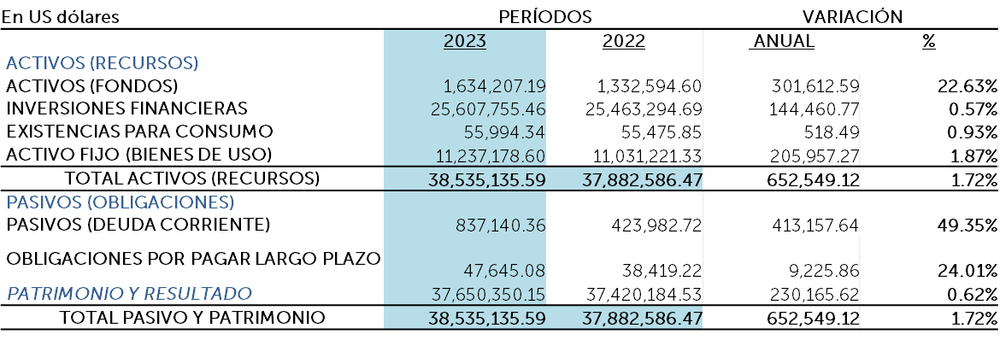 En US dólares PERÍODOS VARIACIÓN
2023 2022 ANUAL %
ACTIVOS (RECURSOS)
ACTIVOS (FONDOS) 1,634,207.19 1,332,594.60 301,612.59 22.63%
INVERSIONES FINANCIERAS 25,607,755.46 25,463,294.69 144,460.77 0.57%
EXISTENCIAS PARA CONSUMO 55,994.34 55,475.85 518.49 0.93%
ACTIVO FIJO (BIENES DE USO) 11,237,178.60 11,031,221.33 205,957.27 1.87%
TOTAL ACTIVOS (RECURSOS) 38,535,135.59 37,882,586.47 652,549.12 1.72%
PASIVOS (OBLIGACIONES)
PASIVOS (DEUDA CORRIENTE) 837,140.36 423,982.72 413,157.64 49.35%
OBLIGACIONES POR PAGAR LARGO PLAZO 47,645.08 38,419.22 9,225.86 24.01%
PATRIMONIO Y RESULTADO 37,650,350.15 37,420,184.53 230,165.62 0.62%
TOTAL PASIVO Y PATRIMONIO 38,535,135.59 37,882,586.47 652,549.12 1.72%